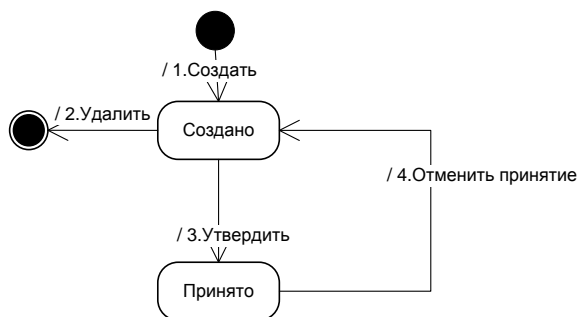 / 1.Создать
/ 2.Удалить
Создано
/ 4.Отменить принятие
/ 3.Утвердить
Принято